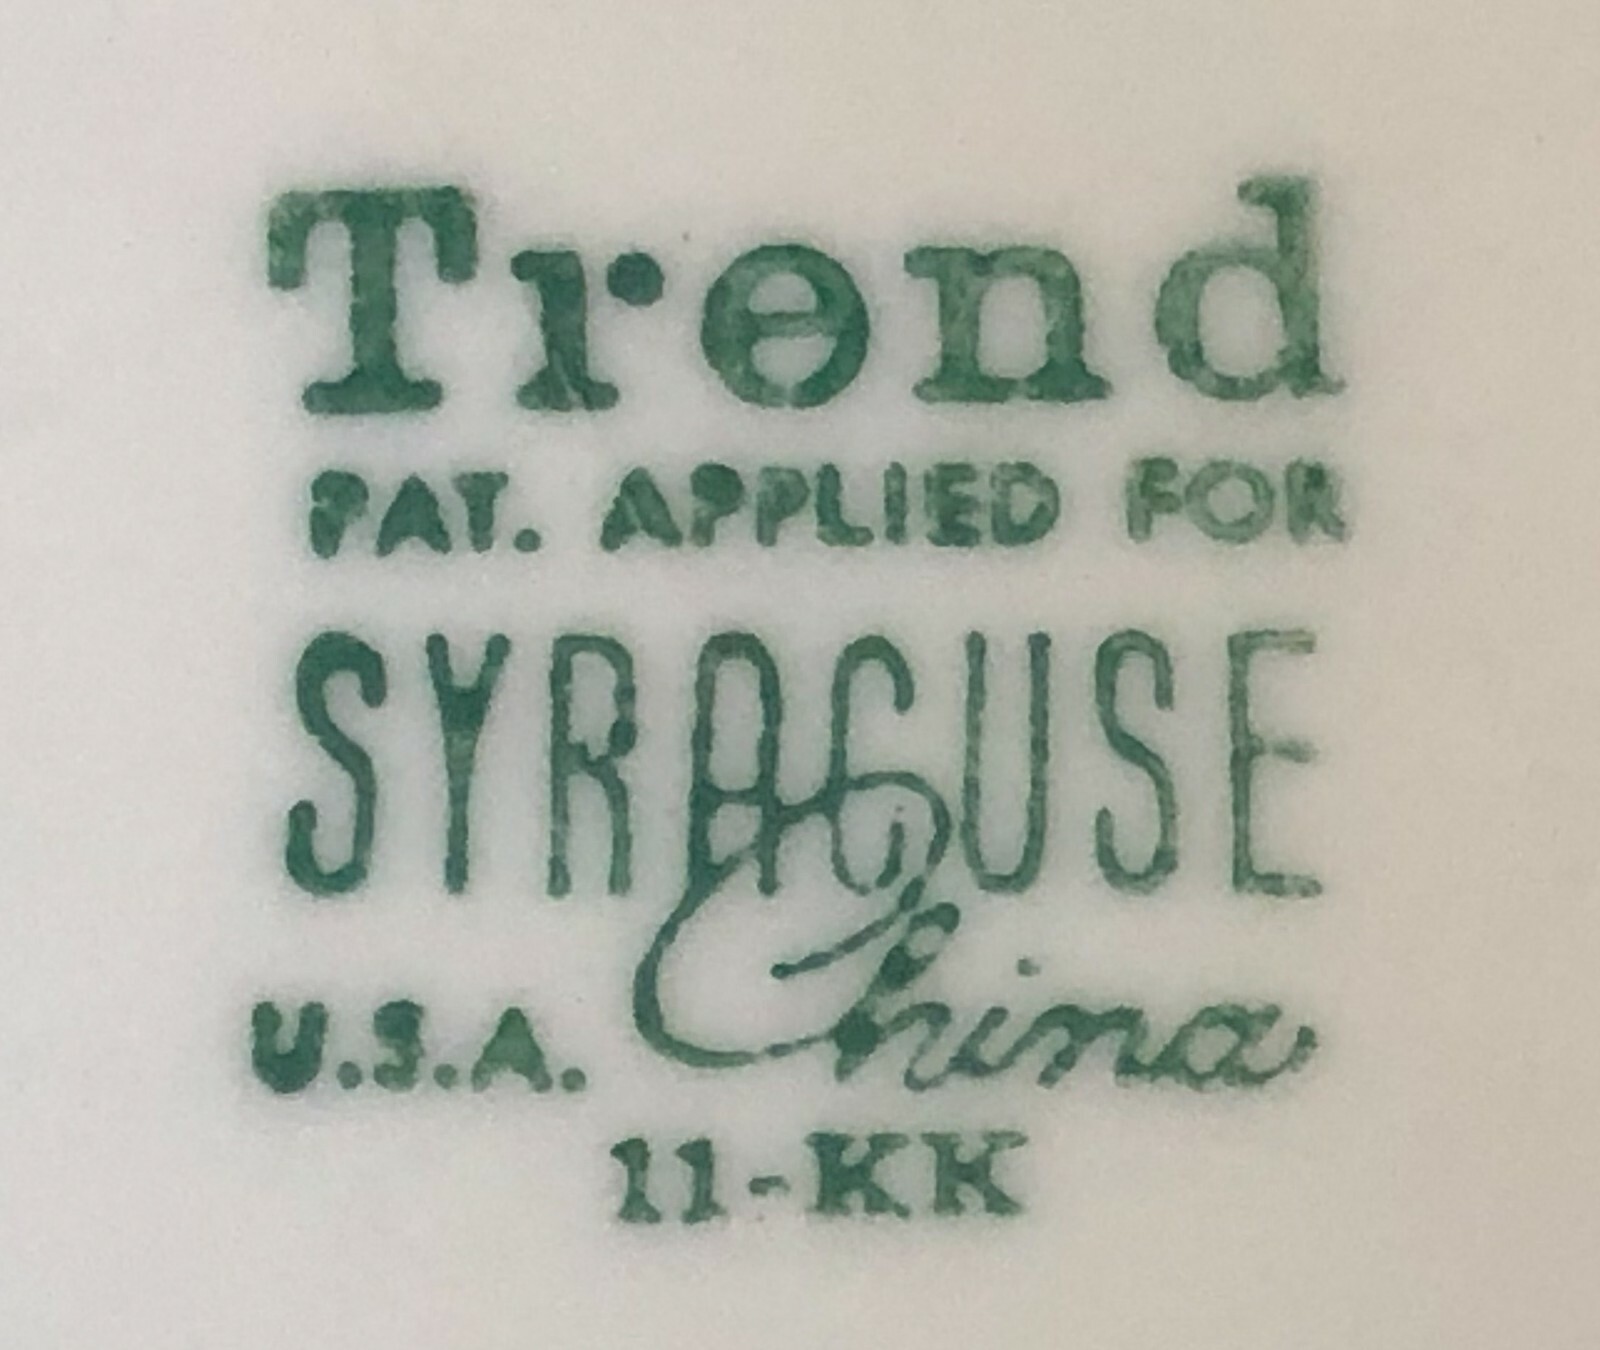 Trend
PAT. APPLIED FOR
SYRACUSE
U.S.A. China
11-KK